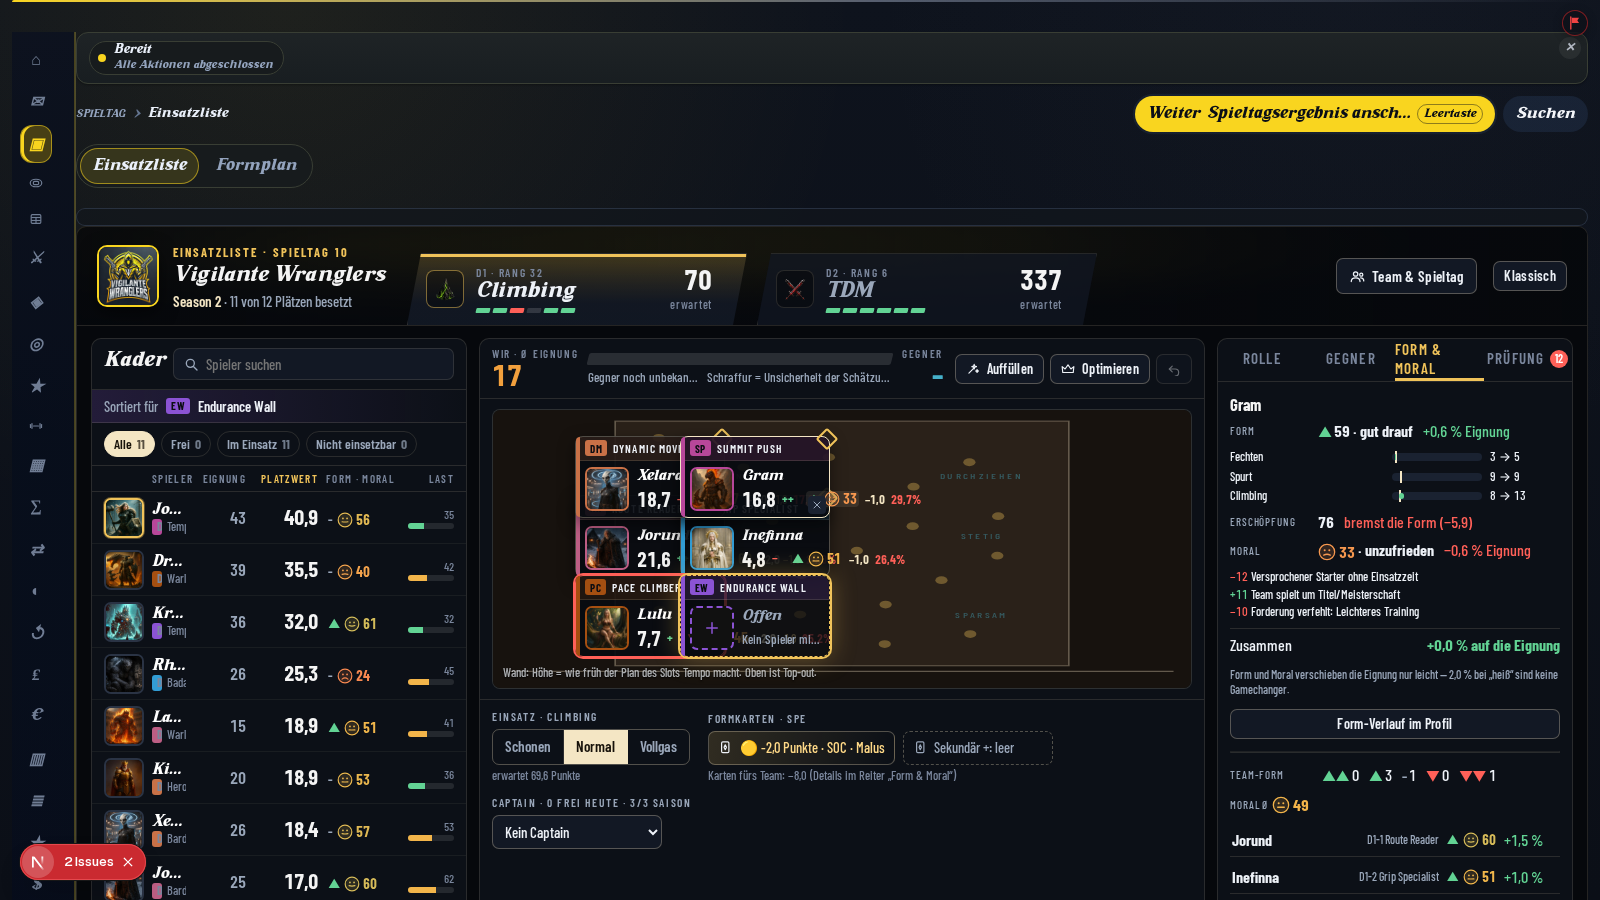 Bereit
Alle Aktionen abgeschlossen
SPIELTAG › Einsatzliste
Weiter Spieltagsergebnis ansch... Leertaste
Suchen
Einsatzliste
Formplan
EINSATZLISTE · SPIELTAG 10
Vigilante Wranglers
Season 2 · 11 von 12 Plätzen besetzt
VIGILANTE WRANGLERS
D1 · RANG 32
Climbing
70
erwartet
D2 · RANG 6
TDM
337
erwartet
Team & Spieltag
Klassisch
Kader
Spieler suchen
Sortiert für EW Endurance Wall
Alle 11
Frei 0
Im Einsatz 11
Nicht einsetzbar 0
SPIELER EIGNUNG PLATZWERT FORM · MORAL LAST
Jo... 43 40,9 - 56 35
Dr... 39 35,5 - 40 42
Kr... 36 32,0 61 32
Rh... 26 25,3 - 24 45
La... 15 18,9 51 41
Ki... 20 18,9 - 53 36
Xe... 26 18,4 - 57 53
Jo... 25 17,0 60 62
WIR · Ø EIGNUNG
17
Gegner noch unbekan... Schraffur = Unsicherheit der Schätzu...
GEGNER
–
Auffüllen
Optimieren
DM DYNAMIC MOV
Xelara
18,7
SP SUMMIT PUSH
Gram
16,8 ++
33 −1,0 29,7%
Jorun
21,6
Inefinna
4,8 - 51 −1,0 26,4%
PC PACE CLIMBER
Lulu
7,7 +
EW ENDURANCE WALL
Offen
Kein Spieler mi...
DURCHZIEHEN
STETIG
SPARSAM
Wand: Höhe = wie früh der Plan des Slots Tempo macht. Oben ist Top-out.
EINSATZ · CLIMBING
Schonen
Normal
Vollgas
erwartet 69,6 Punkte
FORMKARTEN · SPE
-2,0 Punkte · SOC · Malus
Sekundär +: leer
Karten fürs Team: −8,0 (Details im Reiter „Form & Moral“)
CAPTAIN · 0 FREI HEUTE · 3/3 SAISON
Kein Captain
ROLLE
GEGNER
FORM & MORAL
PRÜFUNG 12
Gram
FORM 59 · gut drauf +0,6 % Eignung
Fechten 3 → 5
Spurt 9 → 9
Climbing 8 → 13
ERSCHÖPFUNG 76 bremst die Form (−5,9)
MORAL 33 · unzufrieden −0,6 % Eignung
−12 Versprochener Starter ohne Einsatzzeit
+11 Team spielt um Titel/Meisterschaft
−10 Forderung verfehlt: Leichteres Training
Zusammen +0,0 % auf die Eignung
Form und Moral verschieben die Eignung nur leicht – 2,0 % bei „heiß“ sind keine
Gamechanger.
Form-Verlauf im Profil
TEAM-FORM 0 3 - 1 0 1
MORAL Ø 49
Jorund D1-1 Route Reader 60 +1,5 %
Inefinna D1-2 Grip Specialist 51 +1,0 %
N 2 Issues